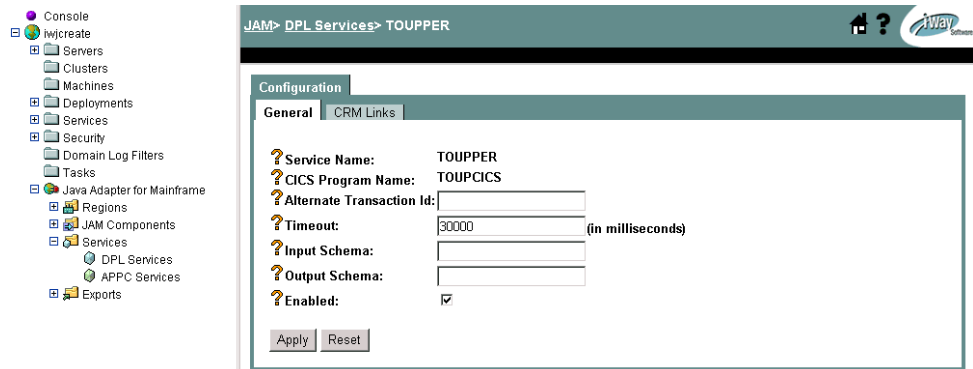 Console
iwjcreate
Servers
Clusters
Machines
Deployments
Services
Security
Domain Log Filters
Tasks
Java Adapter for Mainframe
Regions
JAM Components
Services
DPL Services
APPC Services
Exports
JAM> DPL Services> TOUPPER
?
iWay
Software
Configuration
General CRM Links
? Service Name: TOUPPER
? CICS Program Name: TOUPCICS
? Alternate Transaction Id:
? Timeout: 30000 (in milliseconds)
? Input Schema:
? Output Schema:
? Enabled:
Apply Reset